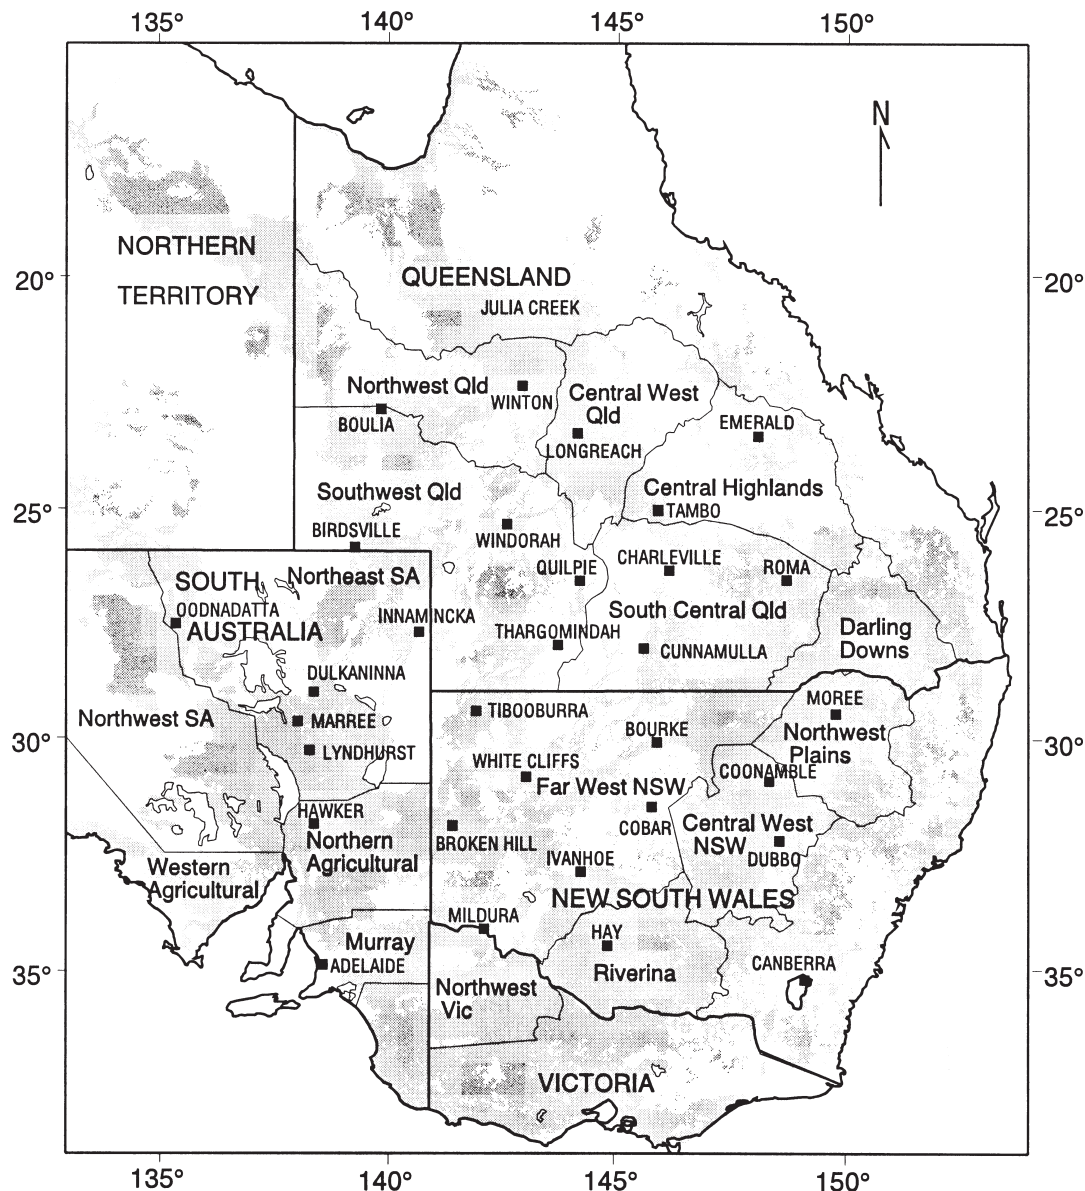 135° 140° 145° 150°
N
NORTHERN
TERRITORY
20° 20°
QUEENSLAND
JULIA CREEK
Northwest Qld
WINTON
BOULIA
Central West
Qld
LONGREACH
EMERALD
Southwest Qld
Central Highlands
TAMBO
25° 25°
BIRDSVILLE
WINDORAH
CHARLEVILLE
QUILPIE
ROMA
SOUTH
AUSTRALIA
Northeast SA
OODNADATTA
INNAMINCKA
THARGOMINDAH
South Central Qld
CUNNAMULLA
Darling
Downs
DULKANINNA
MARREE
Northwest SA
LYNDHURST
30° 30°
TIBOOBURRA
BOURKE
MOREE
Northwest
Plains
WHITE CLIFFS
Far West NSW
COONAMBLE
HAWKER
Northern
Agricultural
BROKEN HILL
COBAR
Central West
NSW
DUBBO
IVANHOE
Western
Agricultural
NEW SOUTH WALES
MILDURA
Murray
ADELAIDE
HAY
Riverina
CANBERRA
35° 35°
Northwest
Vic
VICTORIA
135° 140° 145° 150°